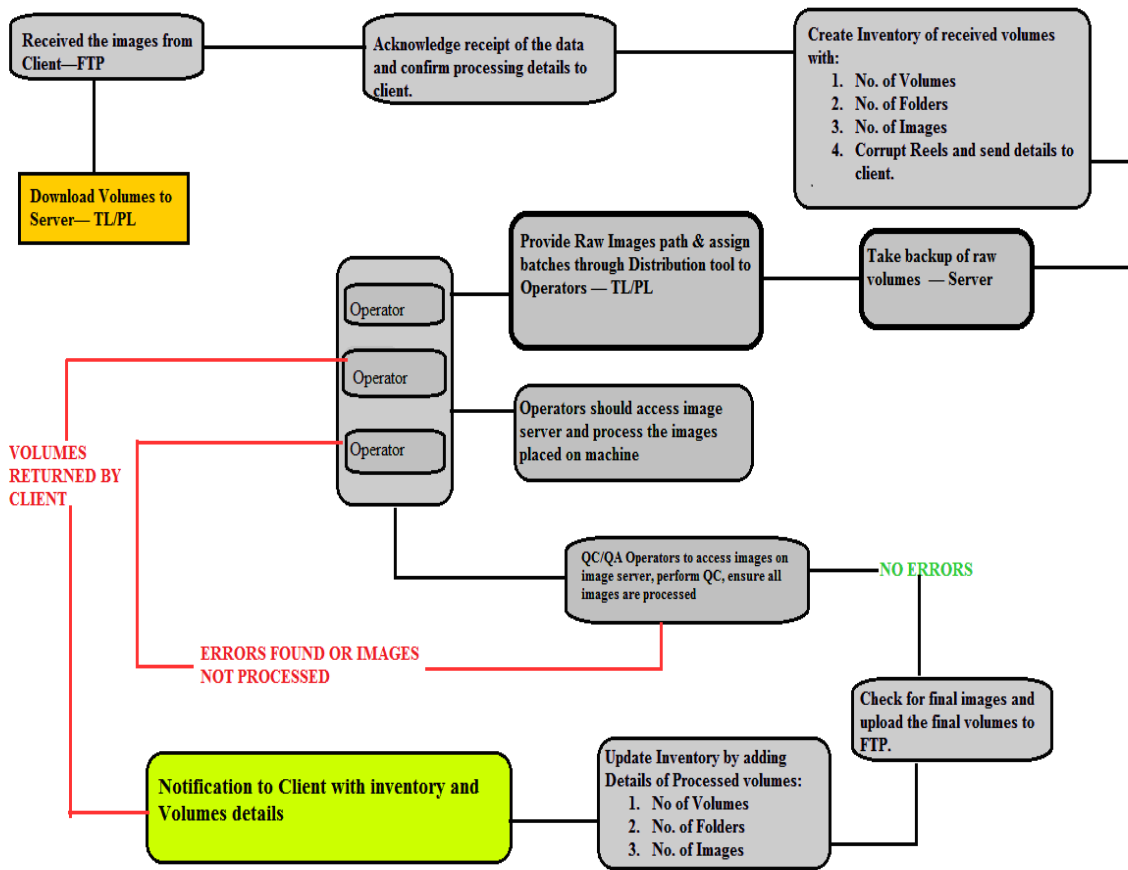 Received the images from
Client—FTP
Acknowledge receipt of the data
and confirm processing details to
client.
Create Inventory of received volumes
with:
1. No. of Volumes
2. No. of Folders
3. No. of Images
4. Corrupt Reels and send details to
client.
.
Download Volumes to
Server— TL/PL
Provide Raw Images path & assign
batches through Distribution tool to
Operators — TL/PL
Take backup of raw
volumes — Server
Operator
Operator
Operator
Operators should access image
server and process the images
placed on machine
VOLUMES
RETURNED BY
CLIENT
QC/QA Operators to access images on
image server, perform QC, ensure all
images are processed
NO ERRORS
ERRORS FOUND OR IMAGES
NOT PROCESSED
Check for final images and
upload the final volumes to
FTP.
Notification to Client with inventory and
Volumes details
Update Inventory by adding
Details of Processed volumes:
1. No of Volumes
2. No. of Folders
3. No. of Images